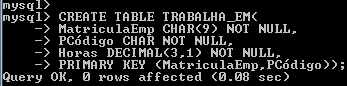 mysql>
mysql> CREATE TABLE TRABALHA_EM(
    -> MatriculaEmp CHAR(9) NOT NULL,
    -> PCódigo CHAR NOT NULL,
    -> Horas DECIMAL(3,1) NOT NULL,
    -> PRIMARY KEY (MatriculaEmp,PCódigo));
Query OK, 0 rows affected (0.08 sec)